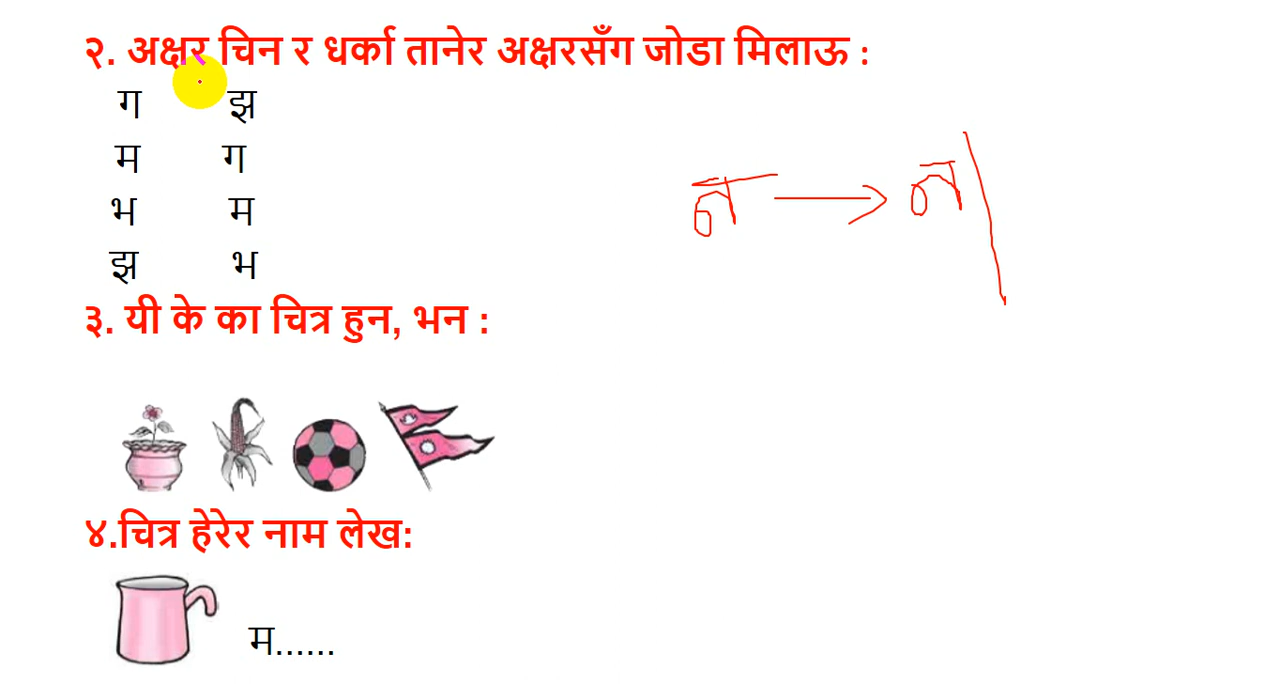 २. अक्षर चिन र धर्का तानेर अक्षरसँग जोडा मिलाऊ :
ग झ
म ग
भ म
झ भ
न न
३. यी के का चित्र हुन, भन :
४.चित्र हेरेर नाम लेख:
म......